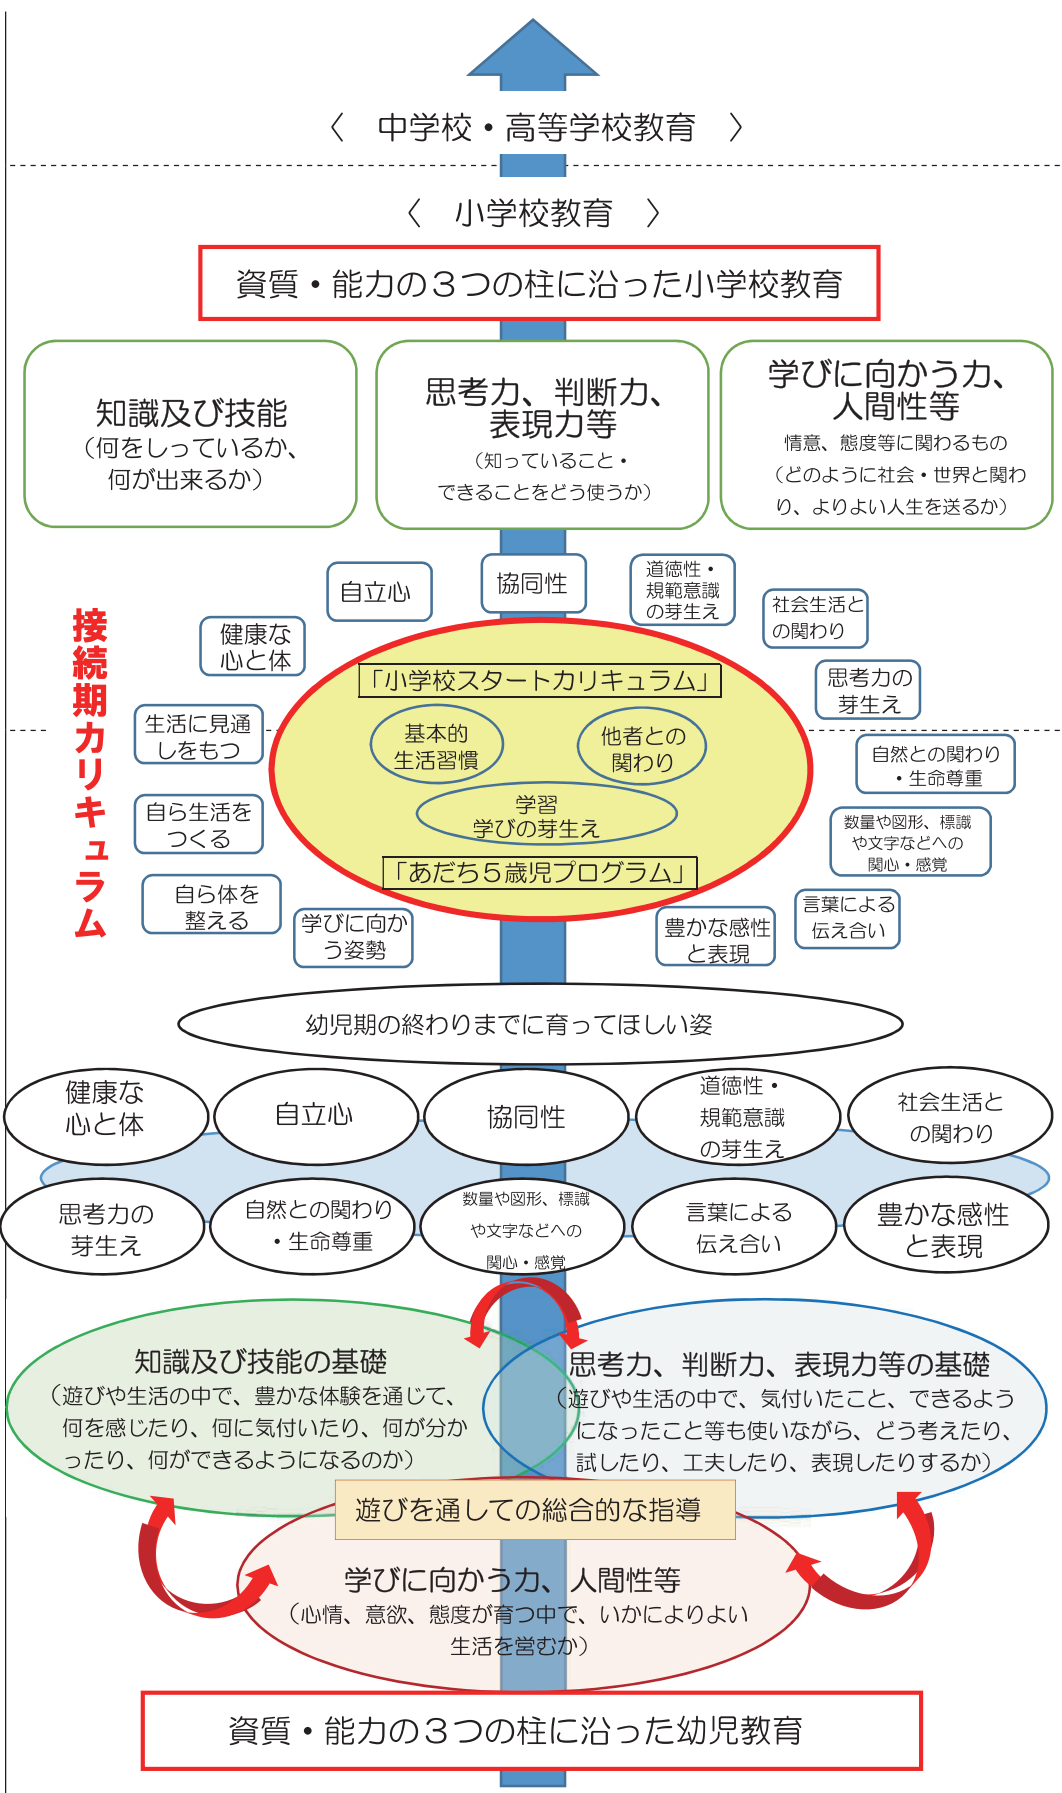 〈　中学校・高等学校教育　〉
〈　小学校教育　〉
資質・能力の３つの柱に沿った小学校教育
知識及び技能
（何をしっているか、
何が出来るか）
思考力、判断力、
表現力等
（知っていること・
できることをどう使うか）
学びに向かう力、
人間性等
情意、態度等に関わるもの
（どのように社会・世界と関わ
り、よりよい人生を送るか）
接続期カリキュラム
自立心
協同性
道徳性・
規範意識
の芽生え
社会生活と
の関わり
健康な
心と体
思考力の
芽生え
生活に見通
しをもつ
自然との関わり
・生命尊重
自ら生活を
つくる
数量や図形、標識
や文字などへの
関心・感覚
自ら体を
整える
言葉による
伝え合い
学びに向か
う姿勢
豊かな感性
と表現
「小学校スタートカリキュラム」
基本的
生活習慣
他者との
関わり
学習
学びの芽生え
「あだち５歳児プログラム」
幼児期の終わりまでに育ってほしい姿
健康な
心と体
自立心
協同性
道徳性・
規範意識
の芽生え
社会生活と
の関わり
思考力の
芽生え
自然との関わり
・生命尊重
数量や図形、標識
や文字などへの
関心・感覚
言葉による
伝え合い
豊かな感性
と表現
知識及び技能の基礎
（遊びや生活の中で、豊かな体験を通じて、
何を感じたり、何に気付いたり、何が分か
ったり、何ができるようになるのか）
思考力、判断力、表現力等の基礎
（遊びや生活の中で、気付いたこと、できるよう
になったこと等も使いながら、どう考えたり、
試したり、工夫したり、表現したりするか）
遊びを通しての総合的な指導
学びに向かう力、人間性等
（心情、意欲、態度が育つ中で、いかによりよい
生活を営むか）
資質・能力の３つの柱に沿った幼児教育